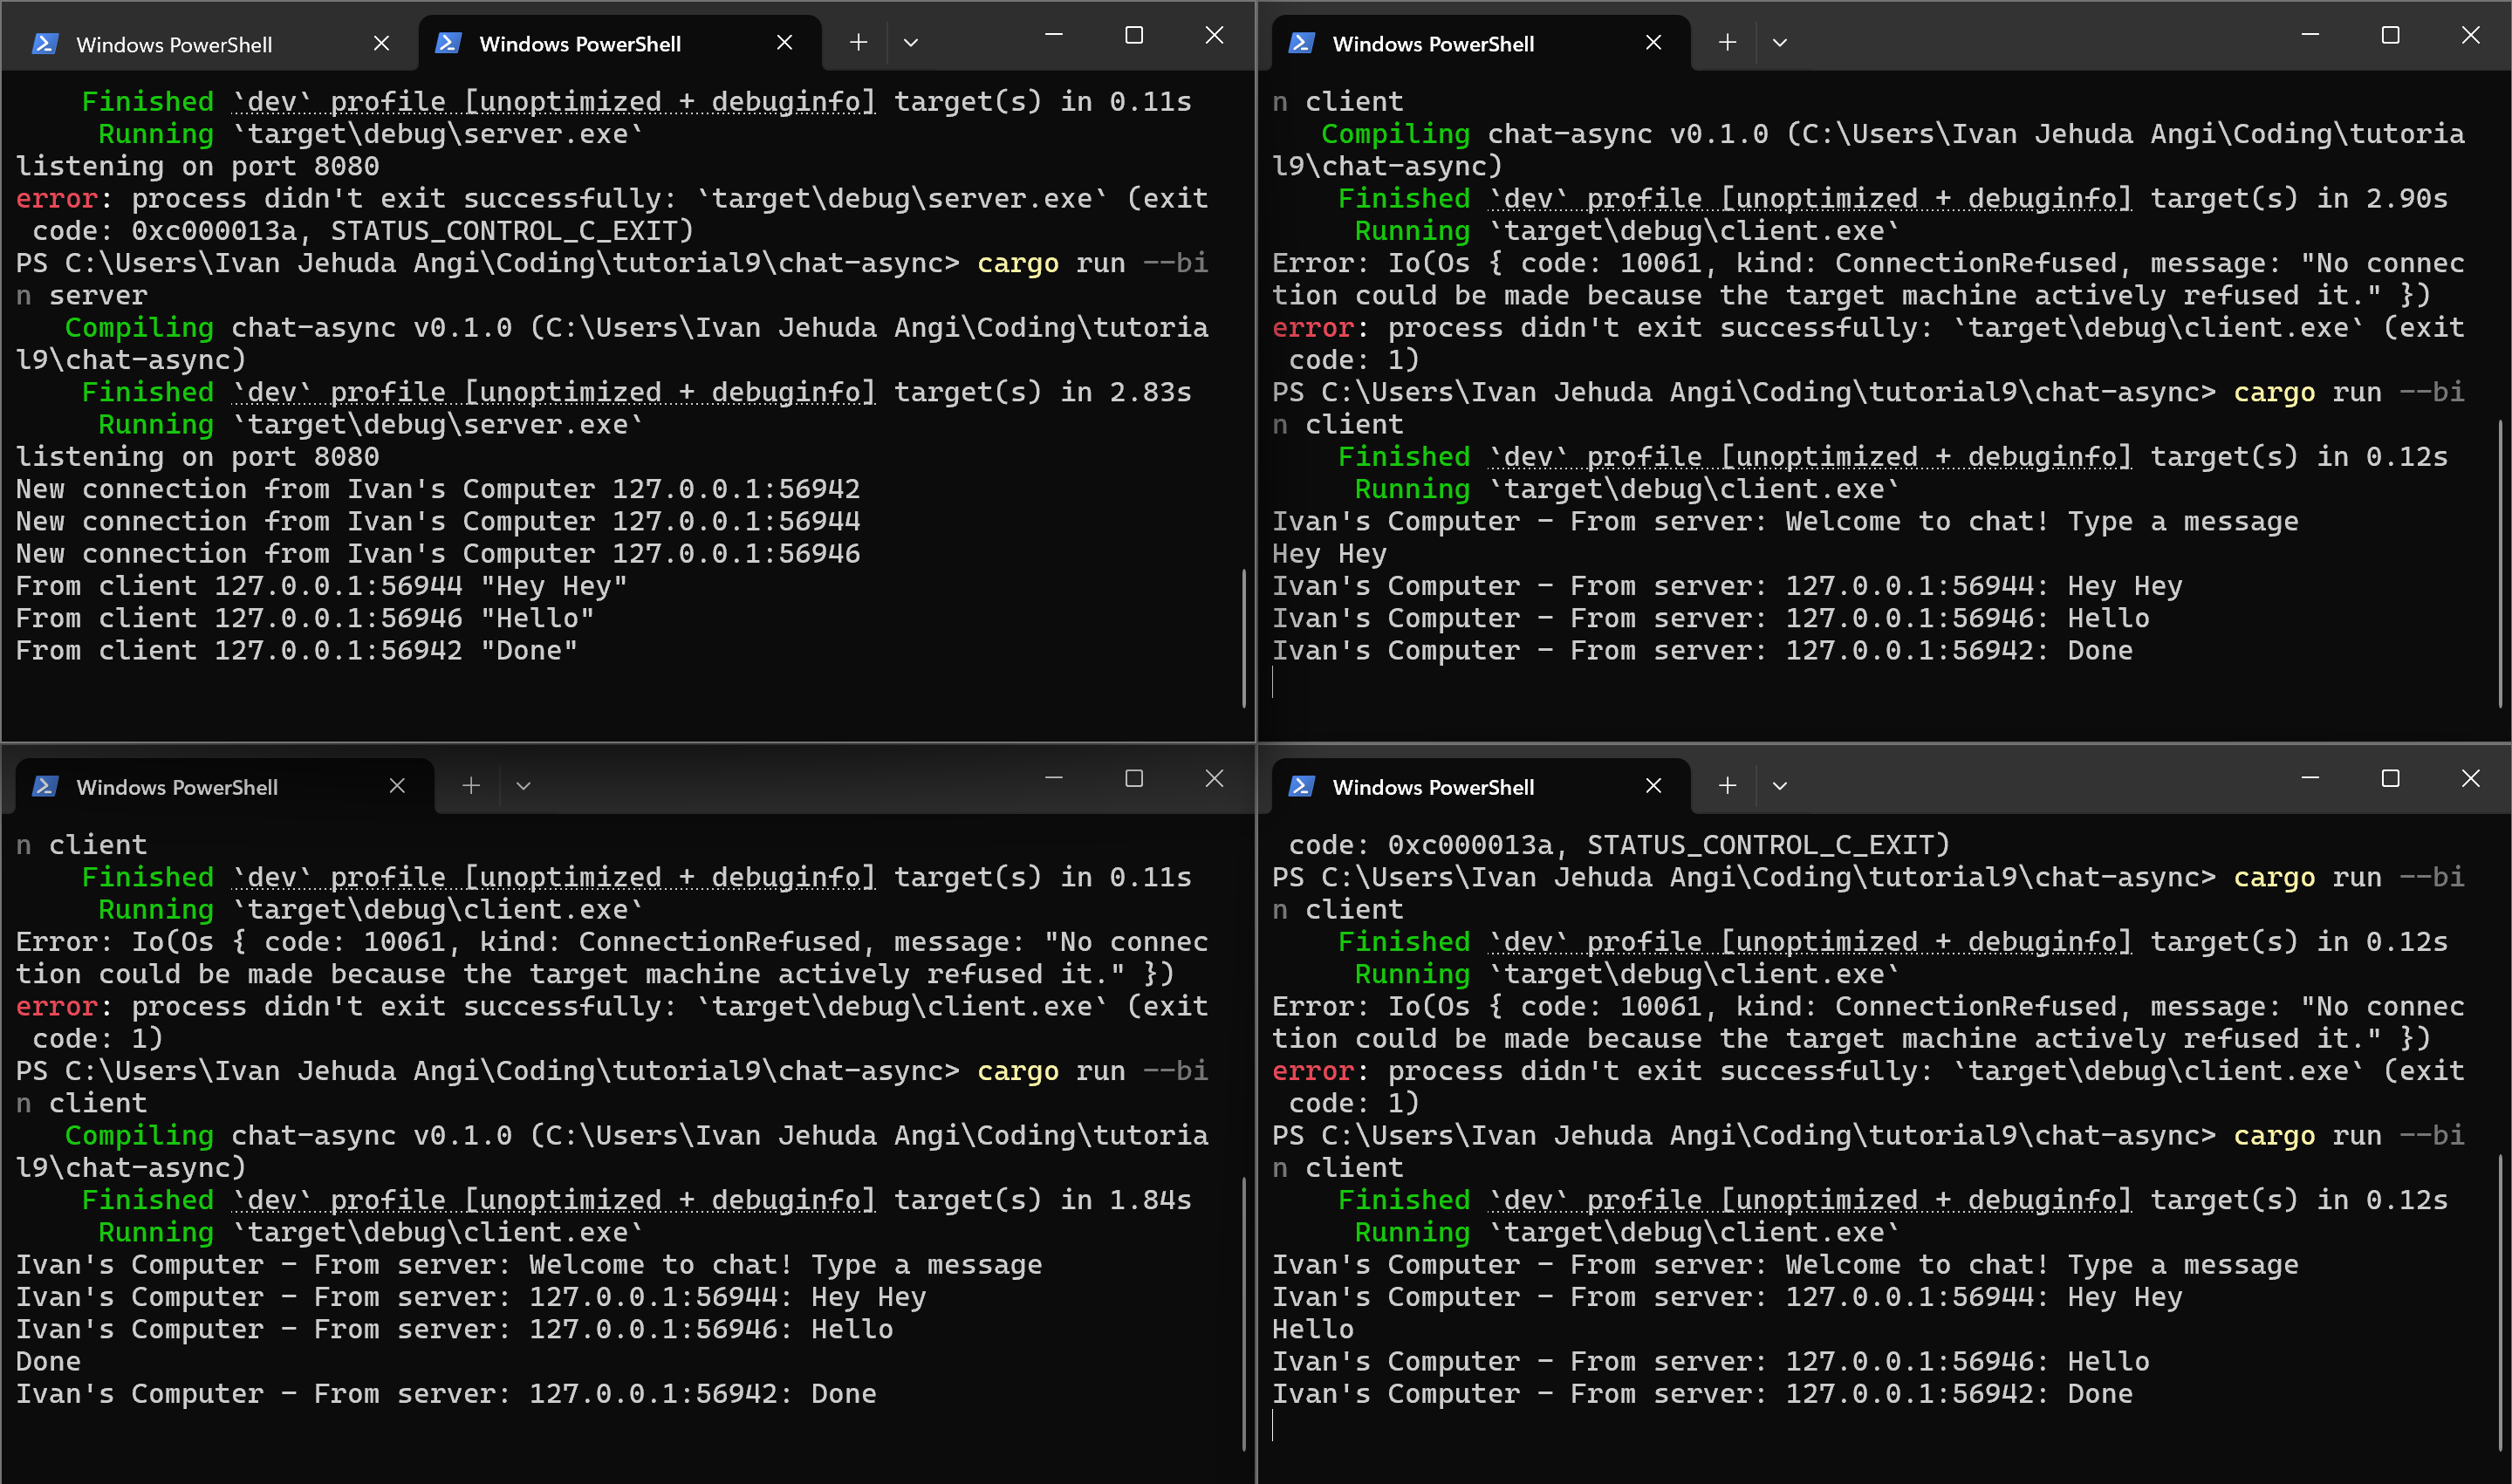 Windows PowerShell
Windows PowerShell
Finished `dev` profile [unoptimized + debuginfo] target(s) in 0.11s
Running `target\debug\server.exe`
listening on port 8080
error: process didn't exit successfully: `target\debug\server.exe` (exit
code: 0xc000013a, STATUS_CONTROL_C_EXIT)
PS C:\Users\Ivan Jehuda Angi\Coding\tutorial9\chat-async> cargo run --bi
n server
Compiling chat-async v0.1.0 (C:\Users\Ivan Jehuda Angi\Coding\tutoria
l9\chat-async)
Finished `dev` profile [unoptimized + debuginfo] target(s) in 2.83s
Running `target\debug\server.exe`
listening on port 8080
New connection from Ivan's Computer 127.0.0.1:56942
New connection from Ivan's Computer 127.0.0.1:56944
New connection from Ivan's Computer 127.0.0.1:56946
From client 127.0.0.1:56944 "Hey Hey"
From client 127.0.0.1:56946 "Hello"
From client 127.0.0.1:56942 "Done"
Windows PowerShell
n client
Compiling chat-async v0.1.0 (C:\Users\Ivan Jehuda Angi\Coding\tutoria
l9\chat-async)
Finished `dev` profile [unoptimized + debuginfo] target(s) in 2.90s
Running `target\debug\client.exe`
Error: Io(Os { code: 10061, kind: ConnectionRefused, message: "No connec
tion could be made because the target machine actively refused it." })
error: process didn't exit successfully: `target\debug\client.exe` (exit
code: 1)
PS C:\Users\Ivan Jehuda Angi\Coding\tutorial9\chat-async> cargo run --bi
n client
Finished `dev` profile [unoptimized + debuginfo] target(s) in 0.12s
Running `target\debug\client.exe`
Ivan's Computer - From server: Welcome to chat! Type a message
Hey Hey
Ivan's Computer - From server: 127.0.0.1:56944: Hey Hey
Ivan's Computer - From server: 127.0.0.1:56946: Hello
Ivan's Computer - From server: 127.0.0.1:56942: Done
Windows PowerShell
n client
Finished `dev` profile [unoptimized + debuginfo] target(s) in 0.11s
Running `target\debug\client.exe`
Error: Io(Os { code: 10061, kind: ConnectionRefused, message: "No connec
tion could be made because the target machine actively refused it." })
error: process didn't exit successfully: `target\debug\client.exe` (exit
code: 1)
PS C:\Users\Ivan Jehuda Angi\Coding\tutorial9\chat-async> cargo run --bi
n client
Compiling chat-async v0.1.0 (C:\Users\Ivan Jehuda Angi\Coding\tutoria
l9\chat-async)
Finished `dev` profile [unoptimized + debuginfo] target(s) in 1.84s
Running `target\debug\client.exe`
Ivan's Computer - From server: Welcome to chat! Type a message
Ivan's Computer - From server: 127.0.0.1:56944: Hey Hey
Ivan's Computer - From server: 127.0.0.1:56946: Hello
Done
Ivan's Computer - From server: 127.0.0.1:56942: Done
Windows PowerShell
code: 0xc000013a, STATUS_CONTROL_C_EXIT)
PS C:\Users\Ivan Jehuda Angi\Coding\tutorial9\chat-async> cargo run --bi
n client
Finished `dev` profile [unoptimized + debuginfo] target(s) in 0.12s
Running `target\debug\client.exe`
Error: Io(Os { code: 10061, kind: ConnectionRefused, message: "No connec
tion could be made because the target machine actively refused it." })
error: process didn't exit successfully: `target\debug\client.exe` (exit
code: 1)
PS C:\Users\Ivan Jehuda Angi\Coding\tutorial9\chat-async> cargo run --bi
n client
Finished `dev` profile [unoptimized + debuginfo] target(s) in 0.12s
Running `target\debug\client.exe`
Ivan's Computer - From server: Welcome to chat! Type a message
Ivan's Computer - From server: 127.0.0.1:56944: Hey Hey
Hello
Ivan's Computer - From server: 127.0.0.1:56946: Hello
Ivan's Computer - From server: 127.0.0.1:56942: Done